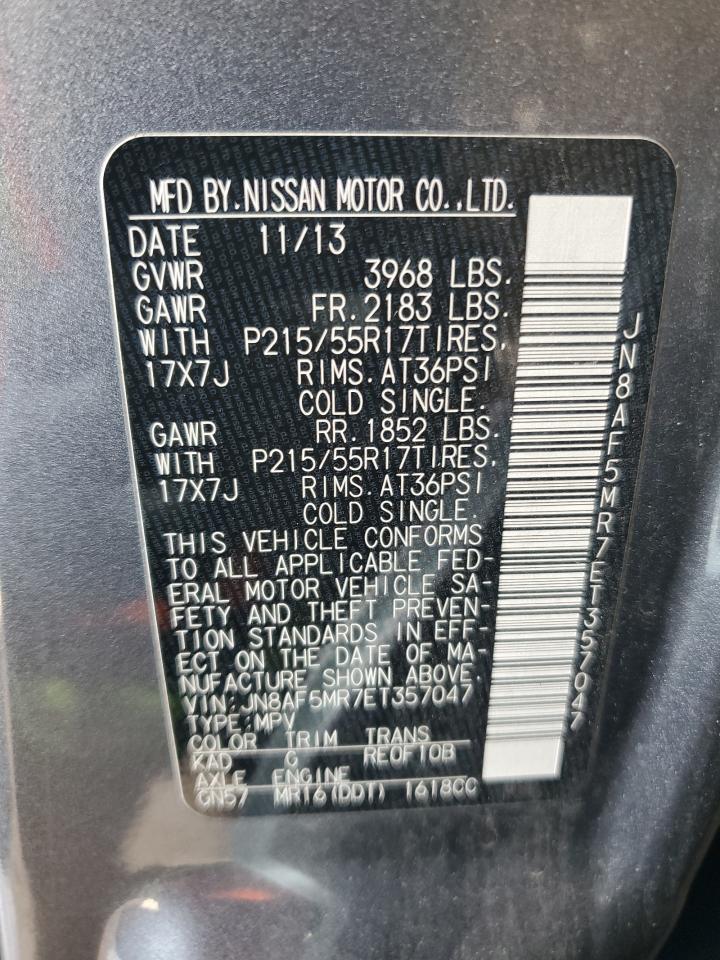 MFD BY.NISSAN MOTOR CO.,LTD.
DATE 11/13
GVWR 3968 LBS.
GAWR FR.2183 LBS.
WITH P215/55R17TIRES,
17X7J RIMS.AT36PSI
COLD SINGLE.
GAWR RR.1852 LBS.
WITH P215/55R17TIRES,
17X7J RIMS.AT36PSI
COLD SINGLE.
THIS VEHICLE CONFORMS
TO ALL APPLICABLE FED-
ERAL MOTOR VEHICLE SA-
FETY AND THEFT PREVEN-
TION STANDARDS IN EFF-
ECT ON THE DATE OF MA-
NUFACTURE SHOWN ABOVE.
VIN:JN8AF5MR7ET357047
TYPE:MPV
COLOR TRIM TRANS
KAD G RE0F10B
AXLE ENGINE
GN57 MR16(DDT) 1618CC
JN8AF5MR7ET357047